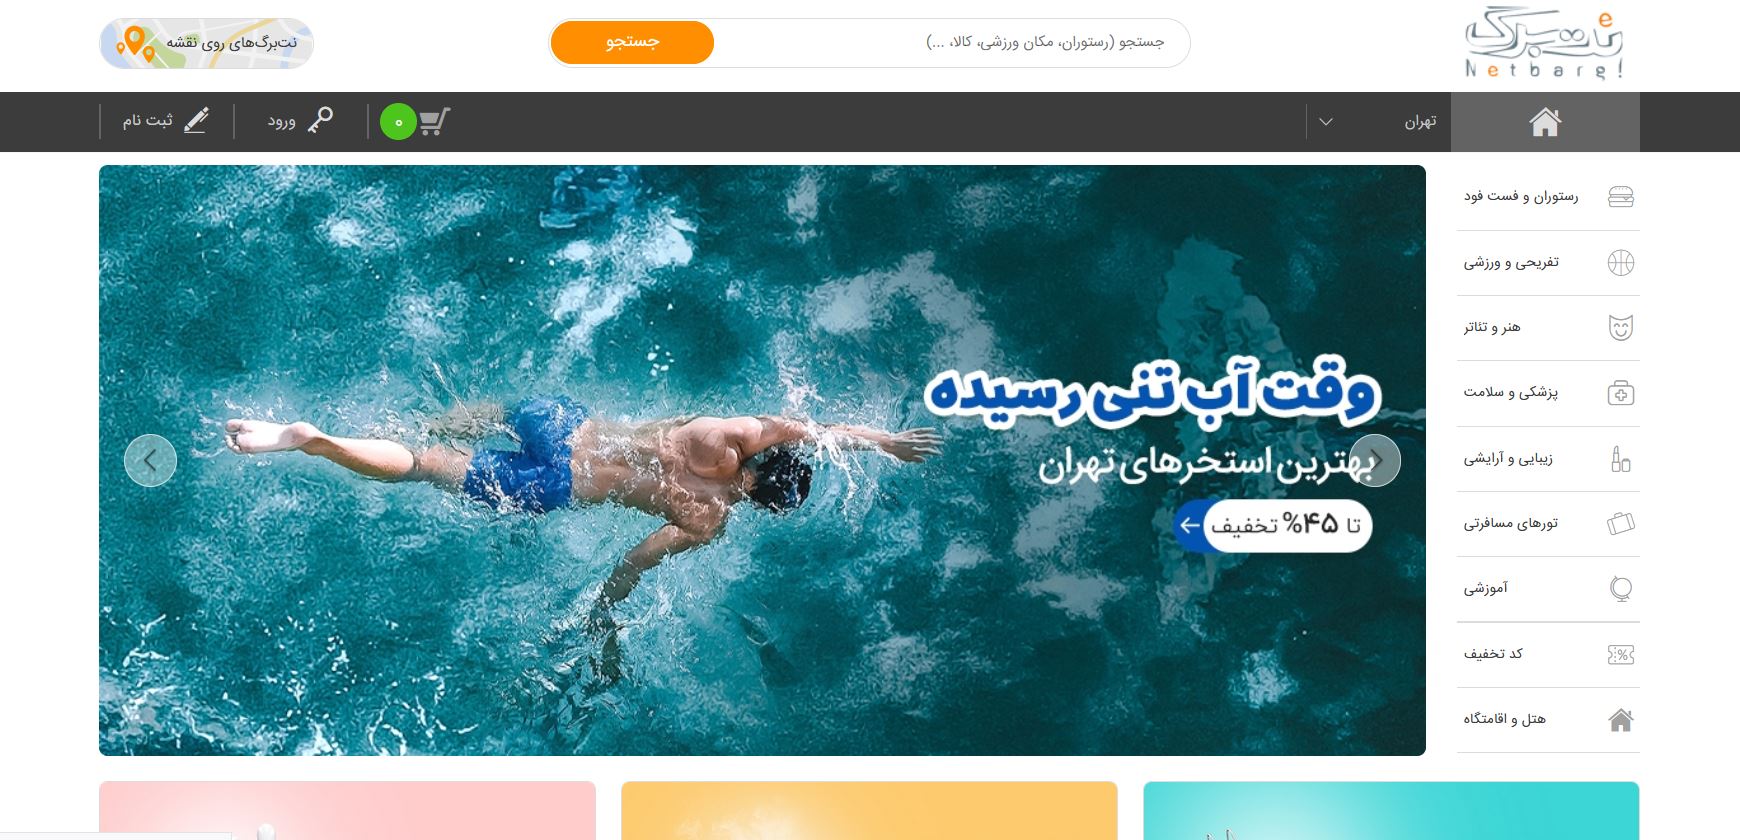 نت‌برگ
Netbarg!
جستجو (رستوران، مکان ورزشی، کالا، ...)
جستجو
نت‌برگ‌های روی نقشه
تهران
۰
ورود
ثبت نام
رستوران و فست فود
تفریحی و ورزشی
هنر و تئاتر
پزشکی و سلامت
زیبایی و آرایشی
تورهای مسافرتی
آموزشی
کد تخفیف
هتل و اقامتگاه
وقت آب تنی رسیده
بهترین استخرهای تهران
تا ۴۵% تخفیف